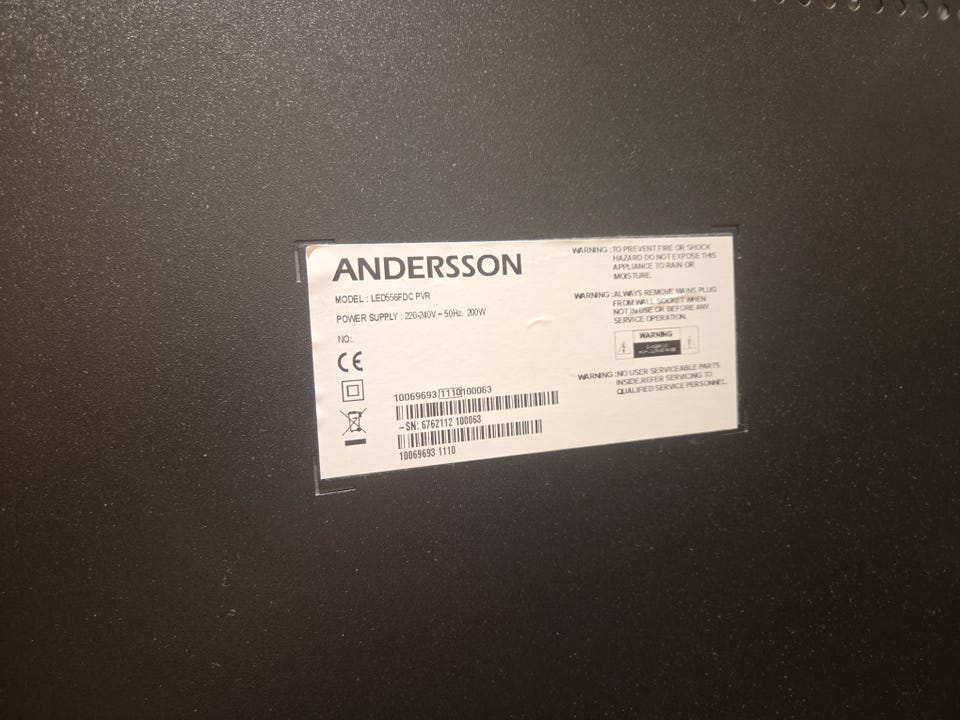 ANDERSSON
MODEL : LED556FDC PVR
POWER SUPPLY : 220-240V ~ 50Hz. 200W
NO:.
CE
10069693 1110 100063
-SN: 6762112 100063
10069693 1110
WARNING :TO PREVENT FIRE OR SHOCK
HAZARD DO NOT EXPOSE THIS
APPLIANCE TO RAIN OR
MOISTURE.
WARNING :ALWAYS REMOVE MAINS PLUG
FROM WALL SOCKET WHEN
NOT IN USE OR BEFORE ANY
SERVICE OPERATION.
WARNING
WARNING :NO USER SERVICEABLE PARTS
INSIDE,REFER SERVICING TO
QUALIFIED SERVICE PERSONNEL.